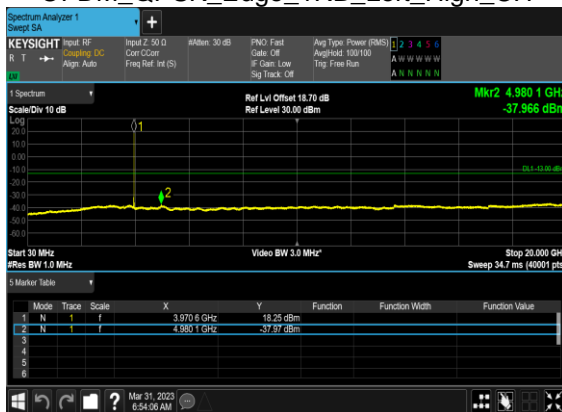 Spectrum Analyzer 1
Swept SA
KEYSIGHT Input: RF Input Z: 50 Ω #Atten: 30 dB PNO: Fast Avg Type: Power (RMS) 1 2 3 4 5 6
R T Coupling: DC Corr CCorr Gate: Off Avg|Hold: 100/100 A W W W W W
Align: Auto Freq Ref: Int (S) IF Gain: Low Trig: Free Run
Sig Track: Off A N N N N N
LU
1 Spectrum Ref Lvl Offset 18.70 dB Mkr2 4.980 1 GHz
Scale/Div 10 dB Ref Level 30.00 dBm -37.966 dBm
Log
20.0
10.0
0.00
-10.0
-20.0
-30.0
-40.0
-50.0
-60.0
1
2
DL1 -13.00 dB
Start 30 MHz Video BW 3.0 MHz* Stop 20.000 GH
#Res BW 1.0 MHz Sweep 34.7 ms (40001 pts
5 Marker Table
Mode Trace Scale X Y Function Function Width Function Value
1 N 1 f 3.970 6 GHz 18.25 dBm
2 N 1 f 4.980 1 GHz -37.97 dBm
3
4
5
6
? Mar 31, 2023
6:54:06 AM